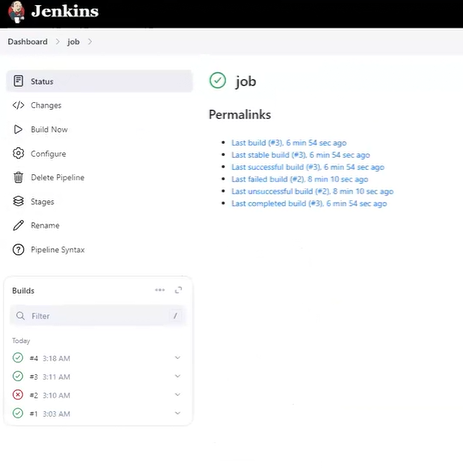 Jenkins
Dashboard > job >
Status
Changes
Build Now
Configure
Delete Pipeline
Stages
Rename
Pipeline Syntax
job
Permalinks
Last build (#3), 6 min 54 sec ago
Last stable build (#3), 6 min 54 sec ago
Last successful build (#3), 6 min 54 sec ago
Last failed build (#2), 8 min 10 sec ago
Last unsuccessful build (#2), 8 min 10 sec ago
Last completed build (#3), 6 min 54 sec ago
Builds
Filter /
Today
#4 3:18 AM
#3 3:11 AM
#2 3:10 AM
#1 3:03 AM